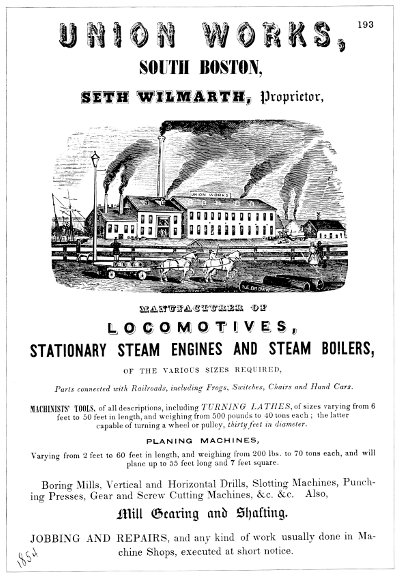 193
UNION WORKS,
SOUTH BOSTON,
SETH WILMARTH, Proprietor,
UNION WORKS
MANUFACTURER OF
LOCOMOTIVES,
STATIONARY STEAM ENGINES AND STEAM BOILERS,
OF THE VARIOUS SIZES REQUIRED,
Parts connected with Railroads, including Frogs, Switches, Chairs and Hand Cars.
MACHINISTS' TOOLS, of all descriptions, including TURNING LATHES, of sizes varying from 6
feet to 50 feet in length, and weighing from 500 pounds to 40 tons each; the latter
capable of turning a wheel or pulley, thirty feet in diameter.
PLANING MACHINES,
Varying from 2 feet to 60 feet in length, and weighing from 200 lbs. to 70 tons each, and will
plane up to 55 feet long and 7 feet square.
Boring Mills, Vertical and Horizontal Drills, Slotting Machines, Punch-
ing Presses, Gear and Screw Cutting Machines, &c. &c. Also,
Mill Gearing and Shafting.
JOBBING AND REPAIRS, and any kind of work usually done in Ma-
chine Shops, executed at short notice.
1854